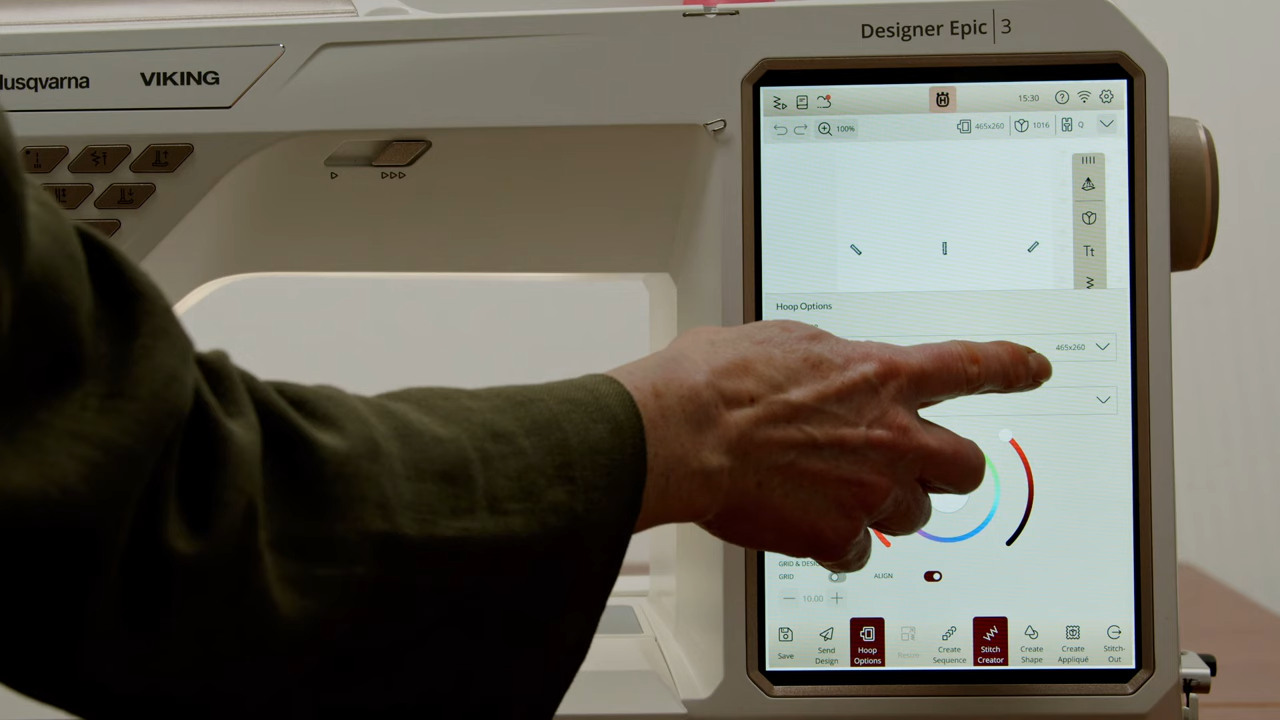 Designer Epic 3
Husqvarna VIKING
15:30
100% 465x260 1016 Q
Tt
Hoop Options
465x260
GRID ALIGN
10.00
Save Send Design Hoop Options Create Sequence Stitch Creator Create Shape Create Appliqué Stitch-Out